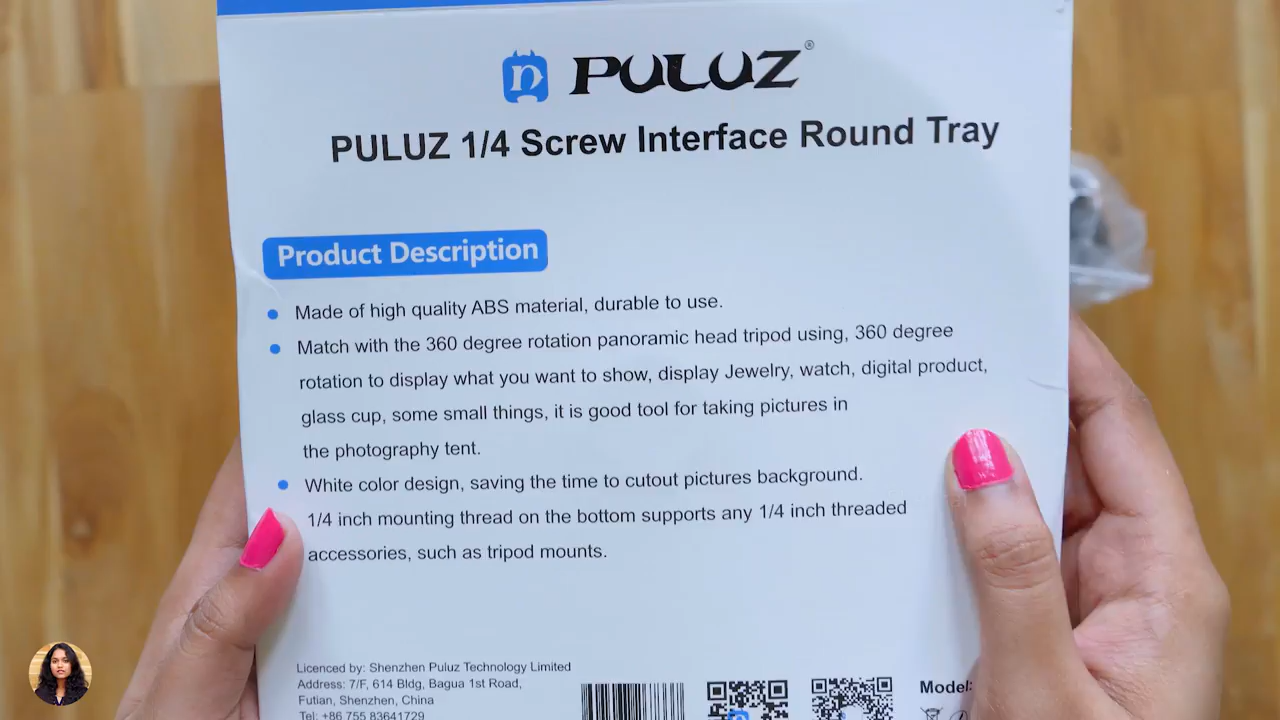 PULUZ®
PULUZ 1/4 Screw Interface Round Tray
Product Description
Made of high quality ABS material, durable to use.
Match with the 360 degree rotation panoramic head tripod using, 360 degree
rotation to display what you want to show, display Jewelry, watch, digital product,
glass cup, some small things, it is good tool for taking pictures in
the photography tent.
White color design, saving the time to cutout pictures background.
1/4 inch mounting thread on the bottom supports any 1/4 inch threaded
accessories, such as tripod mounts.
Licenced by: Shenzhen Puluz Technology Limited
Address: 7/F, 614 Bldg, Bagua 1st Road,
Futian, Shenzhen, China
Tel: +86 755 83641729
Model: